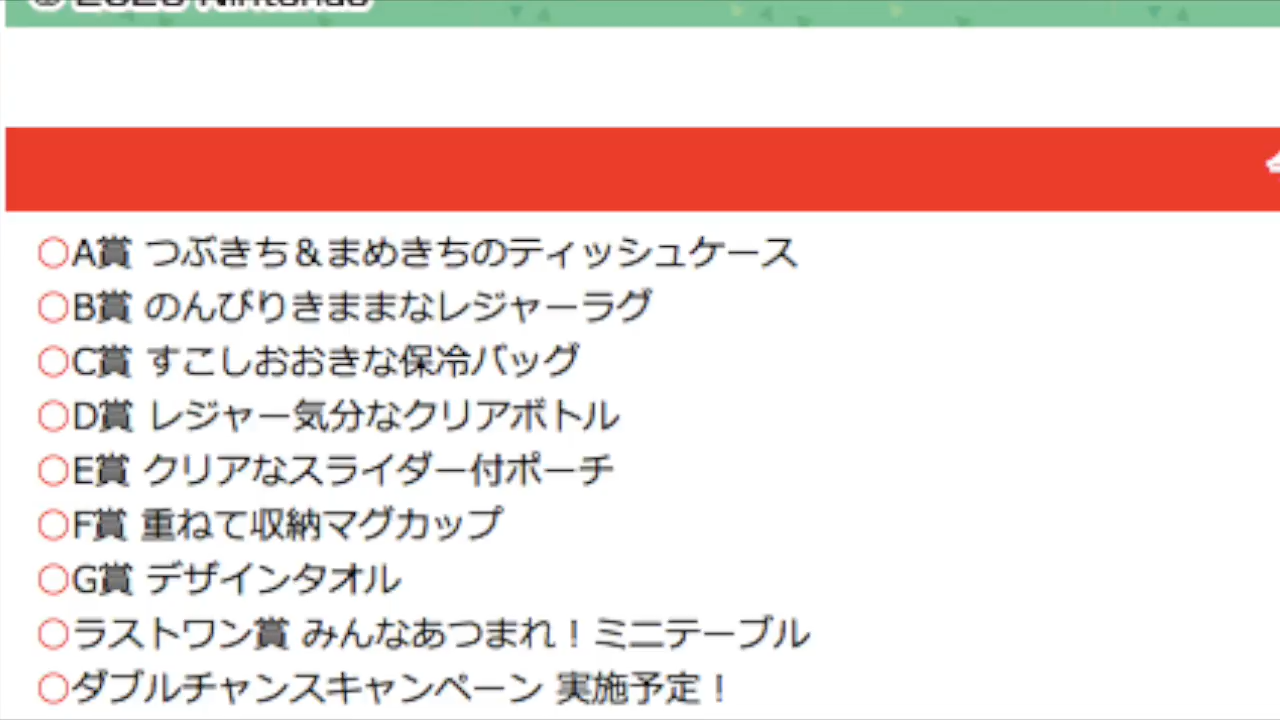 © 2020 Nintendo
○A賞 つぶきち＆まめきちのティッシュケース
○B賞 のんびりきままなレジャーラグ
○C賞 すこしおおきな保冷バッグ
○D賞 レジャー気分なクリアボトル
○E賞 クリアなスライダー付ポーチ
○F賞 重ねて収納マグカップ
○G賞 デザインタオル
○ラストワン賞 みんなあつまれ！ミニテーブル
○ダブルチャンスキャンペーン 実施予定！